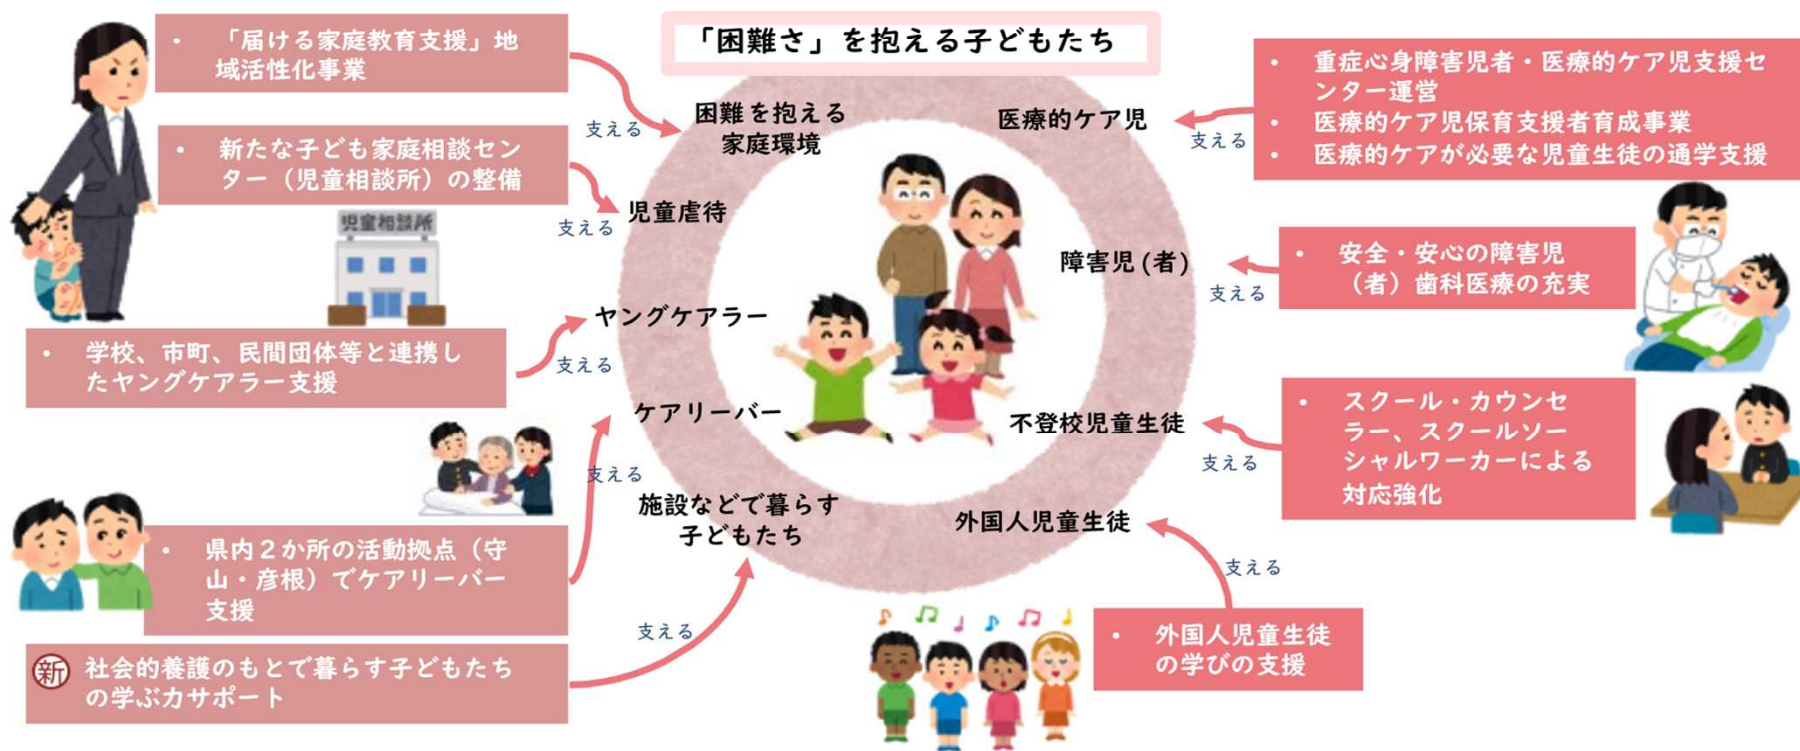 「困難さ」を抱える子どもたち
・ 「届ける家庭教育支援」地
域活性化事業
支える
困難を抱える
家庭環境
・ 新たな子ども家庭相談セン
ター（児童相談所）の整備
支える
児童虐待
児童相談所
ヤングケアラー
・ 学校、市町、民間団体等と連携し
たヤングケアラー支援
支える
ケアリーバー
支える
・ 県内２か所の活動拠点（守
山・彦根）でケアリーバー
支援
施設などで暮らす
子どもたち
支える
新 社会的養護のもとで暮らす子どもたち
の学ぶ力サポート
医療的ケア児
支える
・ 重症心身障害児者・医療的ケア児支援セ
ンター運営
・ 医療的ケア児保育支援者育成事業
・ 医療的ケアが必要な児童生徒の通学支援
障害児(者)
支える
・ 安全・安心の障害児
（者）歯科医療の充実
不登校児童生徒
支える
・ スクール・カウンセ
ラー、スクールソー
シャルワーカーによる
対応強化
外国人児童生徒
支える
・ 外国人児童生徒
の学びの支援